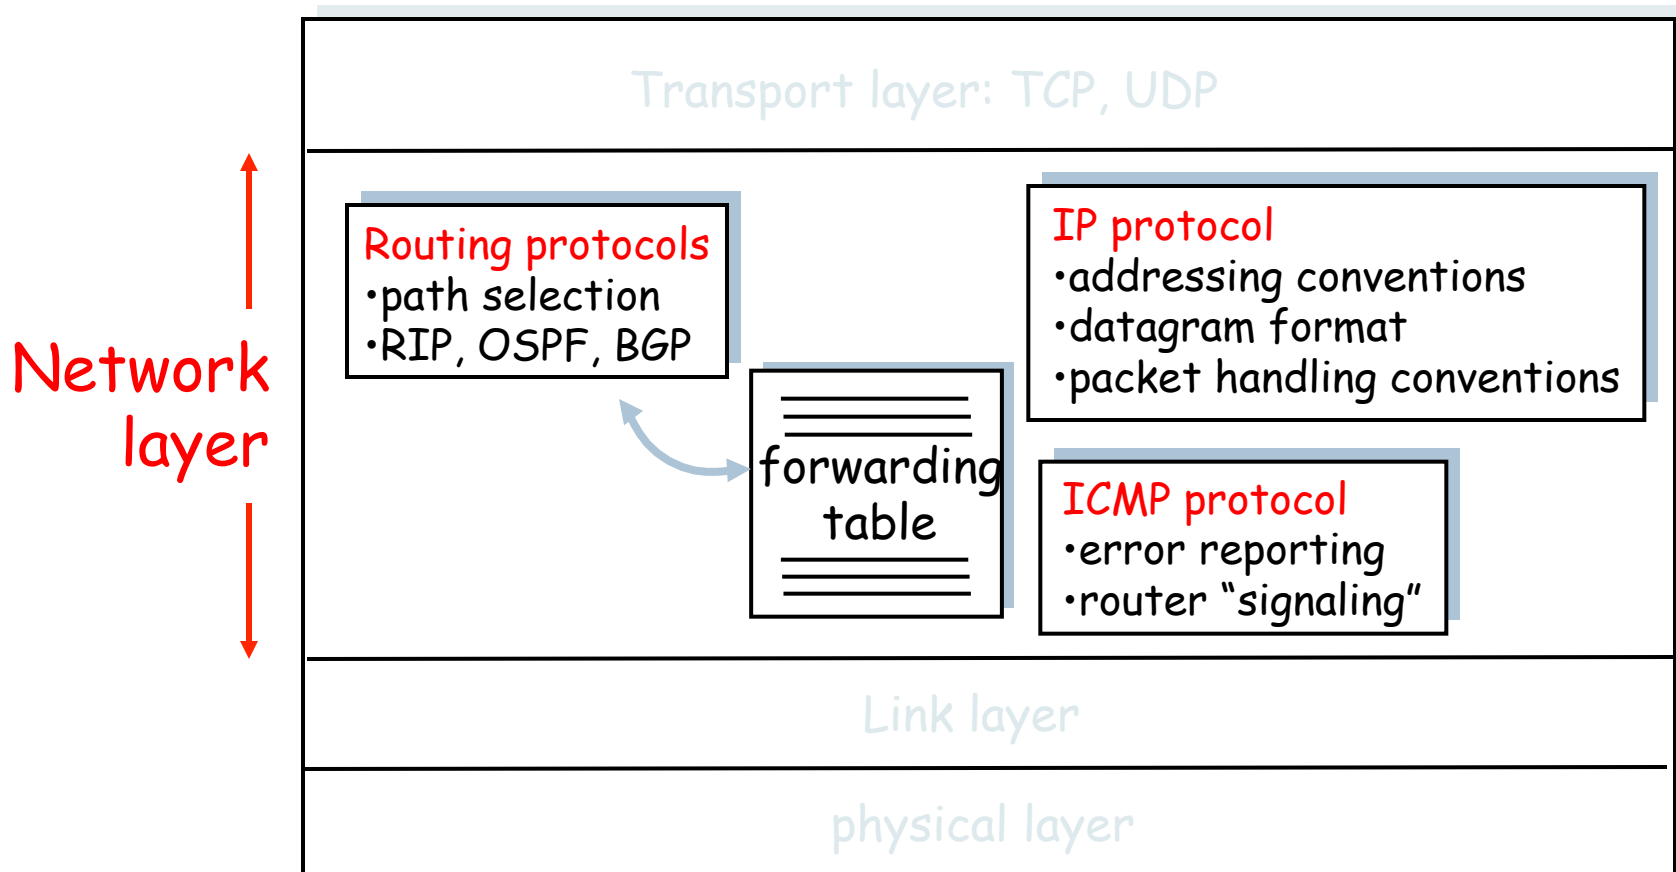 Transport layer: TCP, UDP
Network
layer
Routing protocols
•path selection
•RIP, OSPF, BGP
forwarding
table
IP protocol
•addressing conventions
•datagram format
•packet handling conventions
ICMP protocol
•error reporting
•router “signaling”
Link layer
physical layer